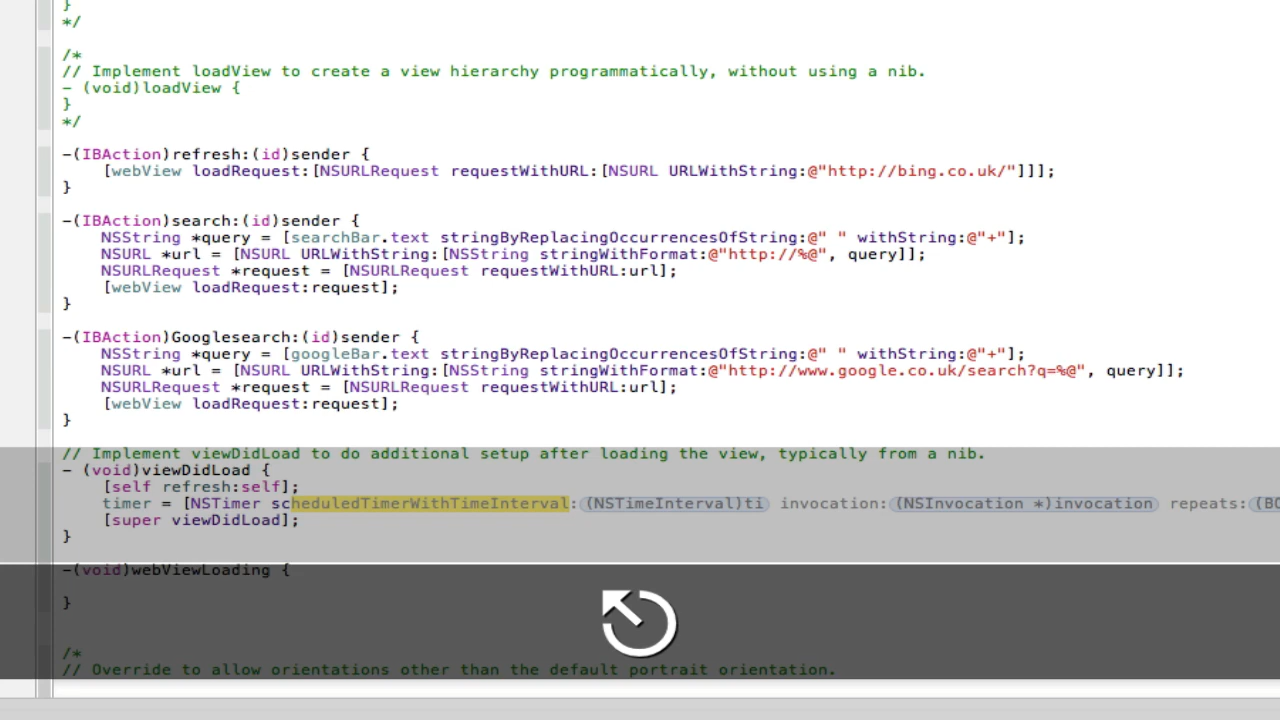 }
*/
/*
// Implement loadView to create a view hierarchy programmatically, without using a nib.
- (void)loadView {
}
*/
-(IBAction)refresh:(id)sender {
[webView loadRequest:[NSURLRequest requestWithURL:[NSURL URLWithString:@"http://bing.co.uk/"]]];
}
-(IBAction)search:(id)sender {
NSString *query = [searchBar.text stringByReplacingOccurrencesOfString:@" " withString:@"+"];
NSURL *url = [NSURL URLWithString:[NSString stringWithFormat:@"http://%@", query]];
NSURLRequest *request = [NSURLRequest requestWithURL:url];
[webView loadRequest:request];
}
-(IBAction)Googlesearch:(id)sender {
NSString *query = [googleBar.text stringByReplacingOccurrencesOfString:@" " withString:@"+"];
NSURL *url = [NSURL URLWithString:[NSString stringWithFormat:@"http://www.google.co.uk/search?q=%@", query]];
NSURLRequest *request = [NSURLRequest requestWithURL:url];
[webView loadRequest:request];
}
// Implement viewDidLoad to do additional setup after loading the view, typically from a nib.
- (void)viewDidLoad {
[self refresh:self];
timer = [NSTimer scheduledTimerWithTimeInterval:(NSTimeInterval)ti invocation:(NSInvocation *)invocation repeats:(BO
[super viewDidLoad];
}
-(void)webViewLoading {
}
/*
// Override to allow orientations other than the default portrait orientation.